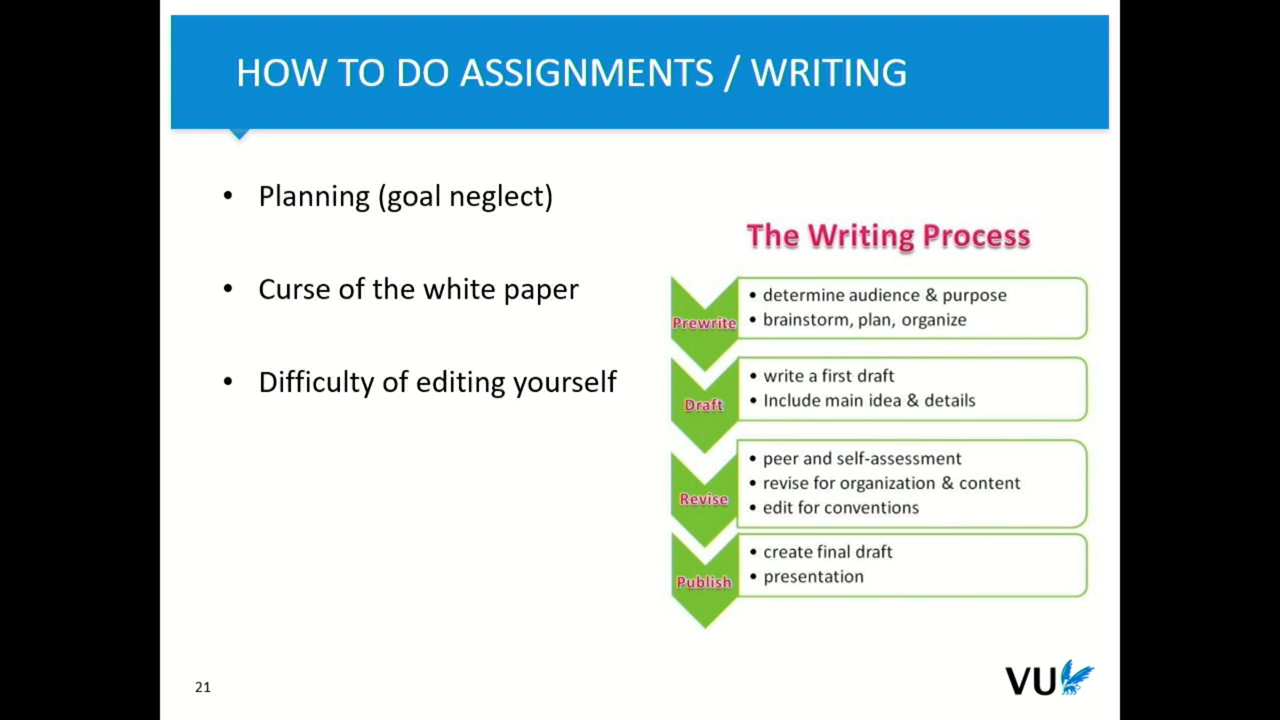 HOW TO DO ASSIGNMENTS / WRITING
• Planning (goal neglect)
• Curse of the white paper
• Difficulty of editing yourself
The Writing Process
Prewrite
• determine audience & purpose
• brainstorm, plan, organize
Draft
• write a first draft
• Include main idea & details
Revise
• peer and self-assessment
• revise for organization & content
• edit for conventions
Publish
• create final draft
• presentation
21
VU